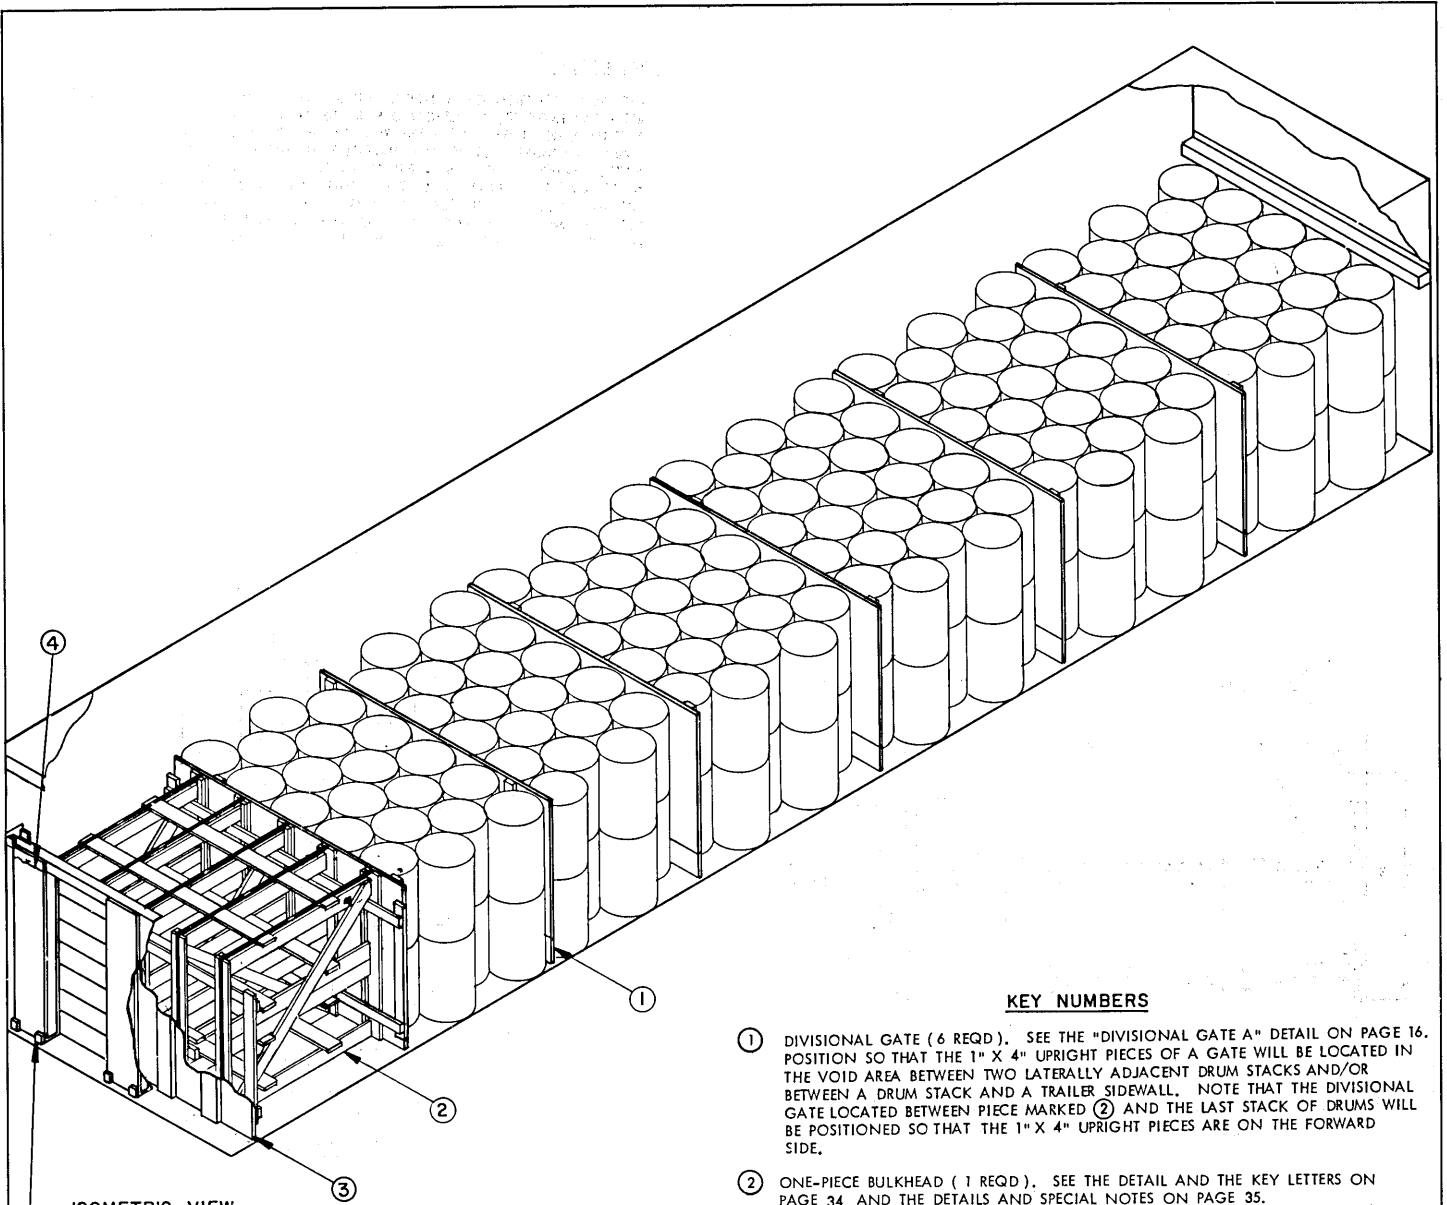 ④
①
②
③
ISOMETRIC VIEW
KEY NUMBERS
① DIVISIONAL GATE (6 REQD). SEE THE "DIVISIONAL GATE A" DETAIL ON PAGE 16.
POSITION SO THAT THE 1" X 4" UPRIGHT PIECES OF A GATE WILL BE LOCATED IN
THE VOID AREA BETWEEN TWO LATERALLY ADJACENT DRUM STACKS AND/OR
BETWEEN A DRUM STACK AND A TRAILER SIDEWALL. NOTE THAT THE DIVISIONAL
GATE LOCATED BETWEEN PIECE MARKED ② AND THE LAST STACK OF DRUMS WILL
BE POSITIONED SO THAT THE 1" X 4" UPRIGHT PIECES ARE ON THE FORWARD
SIDE.
② ONE-PIECE BULKHEAD ( 1 REQD). SEE THE DETAIL AND THE KEY LETTERS ON
PAGE 34 AND THE DETAILS AND SPECIAL NOTES ON PAGE 35.